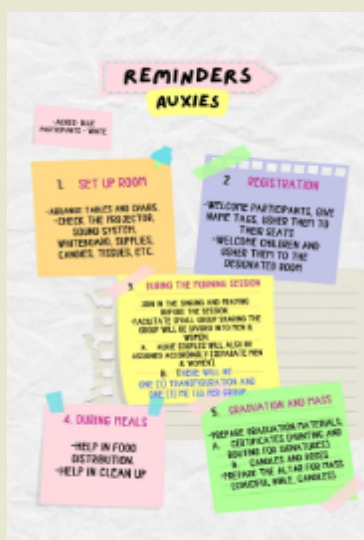 REMINDERS
AUXIES
-AUXIES- BLUE
PARTICIPANTS - WHITE
1. SET UP ROOM
-ARRANGE TABLES AND CHAIRS.
-CHECK THE PROJECTOR,
SOUND SYSTEM,
WHITEBOARD, SUPPLIES,
CANDIES, TISSUES, ETC.
2. REGISTRATION
-WELCOME PARTICIPANTS, GIVE
NAME TAGS, USHER THEM TO
THEIR SEATS
-WELCOME CHILDREN AND
USHER THEM TO THE
DESIGNATED ROOM
3. DURING THE MORNING SESSION
JOIN IN THE SINGING AND PRAYING
BEFORE THE SESSION
-FACILITATE SMALL GROUP SHARING THE
GROUP WILL BE DIVIDED INTO MEN &
WOMEN
A. AUXIE COUPLES WILL ALSO BE
ASSIGNED ACCORDINGLY (SEPARATE MEN
& WOMEN)
B. THERE WILL BE
ONE (1) TRANSFIGURATION AND
ONE (1) ME (1) PER GROUP
4. DURING MEALS
-HELP IN FOOD
DISTRIBUTION.
-HELP IN CLEAN UP
5. GRADUATION AND MASS
-PREPARE GRADUATION MATERIALS.
A. CERTIFICATES (PRINTING AND
ROUTING FOR SIGNATURES)
B. CANDLES AND ROSES
-PREPARE THE ALTAR FOR MASS
BIBLE, CANDLES)